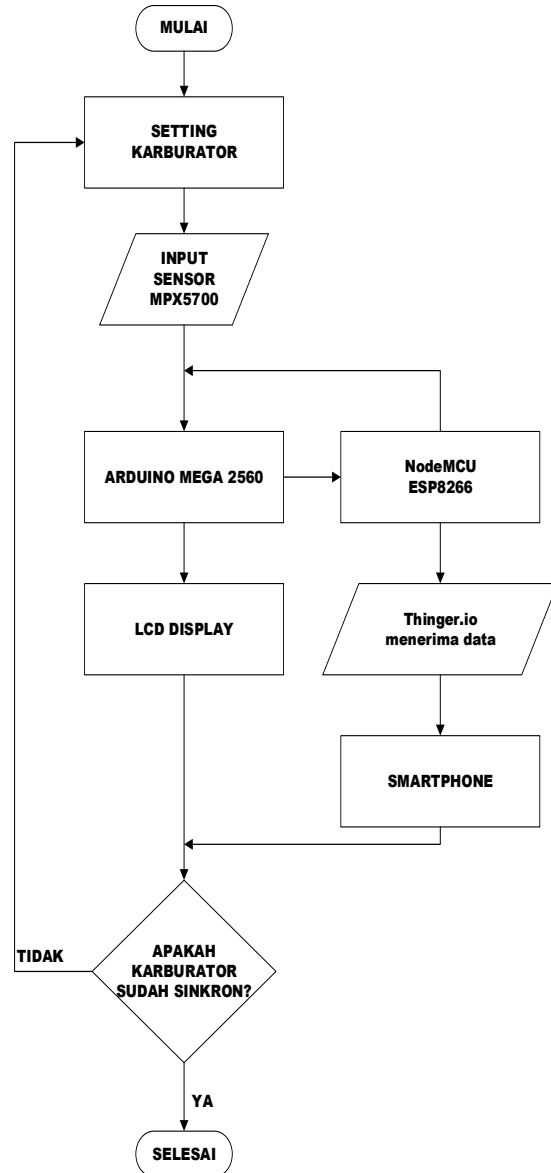 MULAI
SETTING
KARBURATOR
INPUT
SENSOR
MPX5700
ARDUINO MEGA 2560
NodeMCU
ESP8266
LCD DISPLAY
Thinger.io
menerima data
SMARTPHONE
APAKAH
KARBURATOR
SUDAH SINKRON?
TIDAK
YA
SELESAI